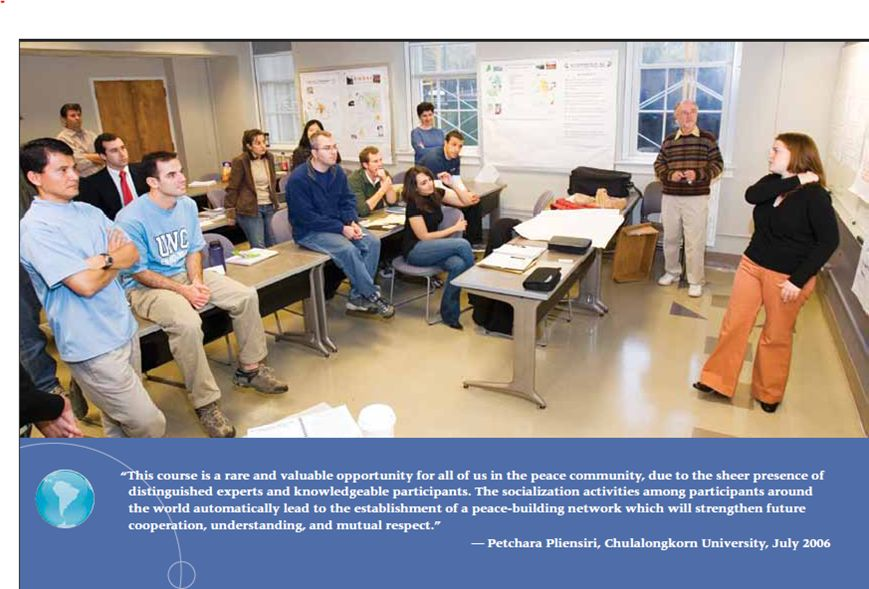 UNC
“This course is a rare and valuable opportunity for all of us in the peace community, due to the sheer presence of
distinguished experts and knowledgeable participants. The socialization activities among participants around
the world automatically lead to the establishment of a peace-building network which will strengthen future
cooperation, understanding, and mutual respect.”
— Petchara Pliensiri, Chulalongkorn University, July 2006